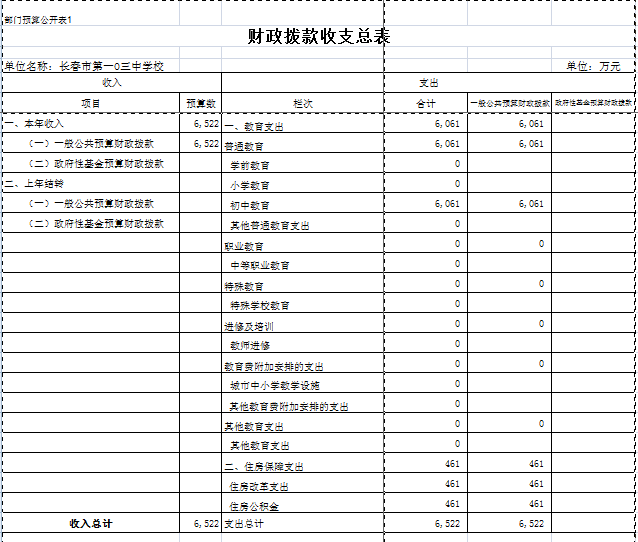 部门预算公开表1
财政拨款收支总表
单位名称：长春市第一0三中学校 单位：万元
收入 支出
项目 预算数 栏次 合计 一般公共预算财政拨款 政府性基金预算财政拨款
一、本年收入 6,522 一、教育支出 6,061 6,061
（一）一般公共预算财政拨款 6,522 普通教育 6,061 6,061
（二）政府性基金预算财政拨款 学前教育 0
二、上年结转 小学教育 0
（一）一般公共预算财政拨款 初中教育 6,061 6,061
（二）政府性基金预算财政拨款 其他普通教育支出 0
职业教育 0 0
中等职业教育 0
特殊教育 0 0
特殊学校教育 0
进修及培训 0 0
教师进修 0
教育费附加安排的支出 0 0
城市中小学教学设施 0
其他教育费附加安排的支出 0
其他教育支出 0 0
其他教育支出 0
二、住房保障支出 461 461
住房改革支出 461 461
住房公积金 461 461
收入总计 6,522 支出总计 6,522 6,522